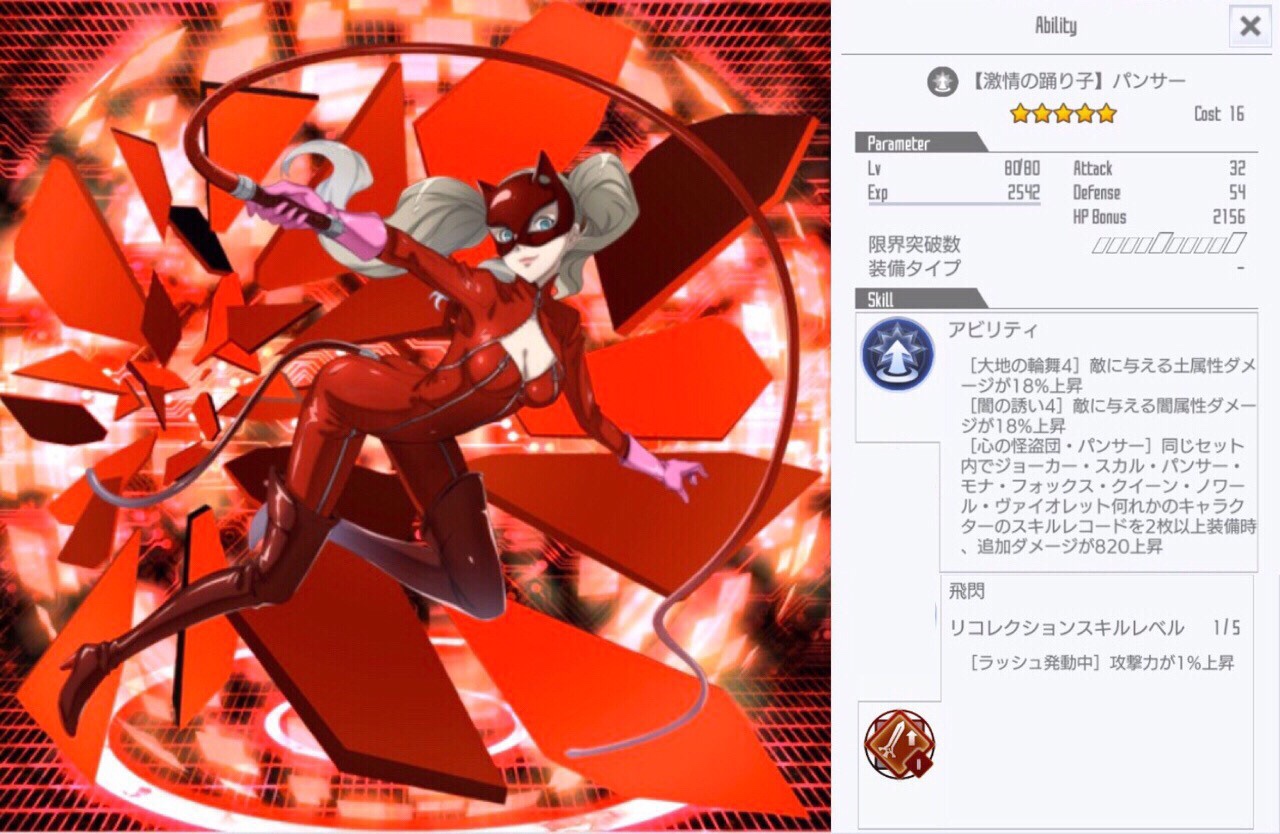 Ability
【激情の踊り子】パンサー
Cost 16
Parameter
Lv 80/80
Attack 32
Exp 2542
Defense 54
HP Bonus 2156
限界突破数
装備タイプ -
Skill
アビリティ
［大地の輪舞4］敵に与える土属性ダメ
ージが18%上昇
［闇の誘い4］敵に与える闇属性ダメー
ジが18%上昇
［心の怪盗団・パンサー］同じセット
内でジョーカー・スカル・パンサー・
モナ・フォックス・クイーン・ノワー
ル・ヴァイオレット何れかのキャラク
ターのスキルレコードを2枚以上装備時
、追加ダメージが820上昇
飛閃
リコレクションスキルレベル 1/5
［ラッシュ発動中］攻撃力が1%上昇
I